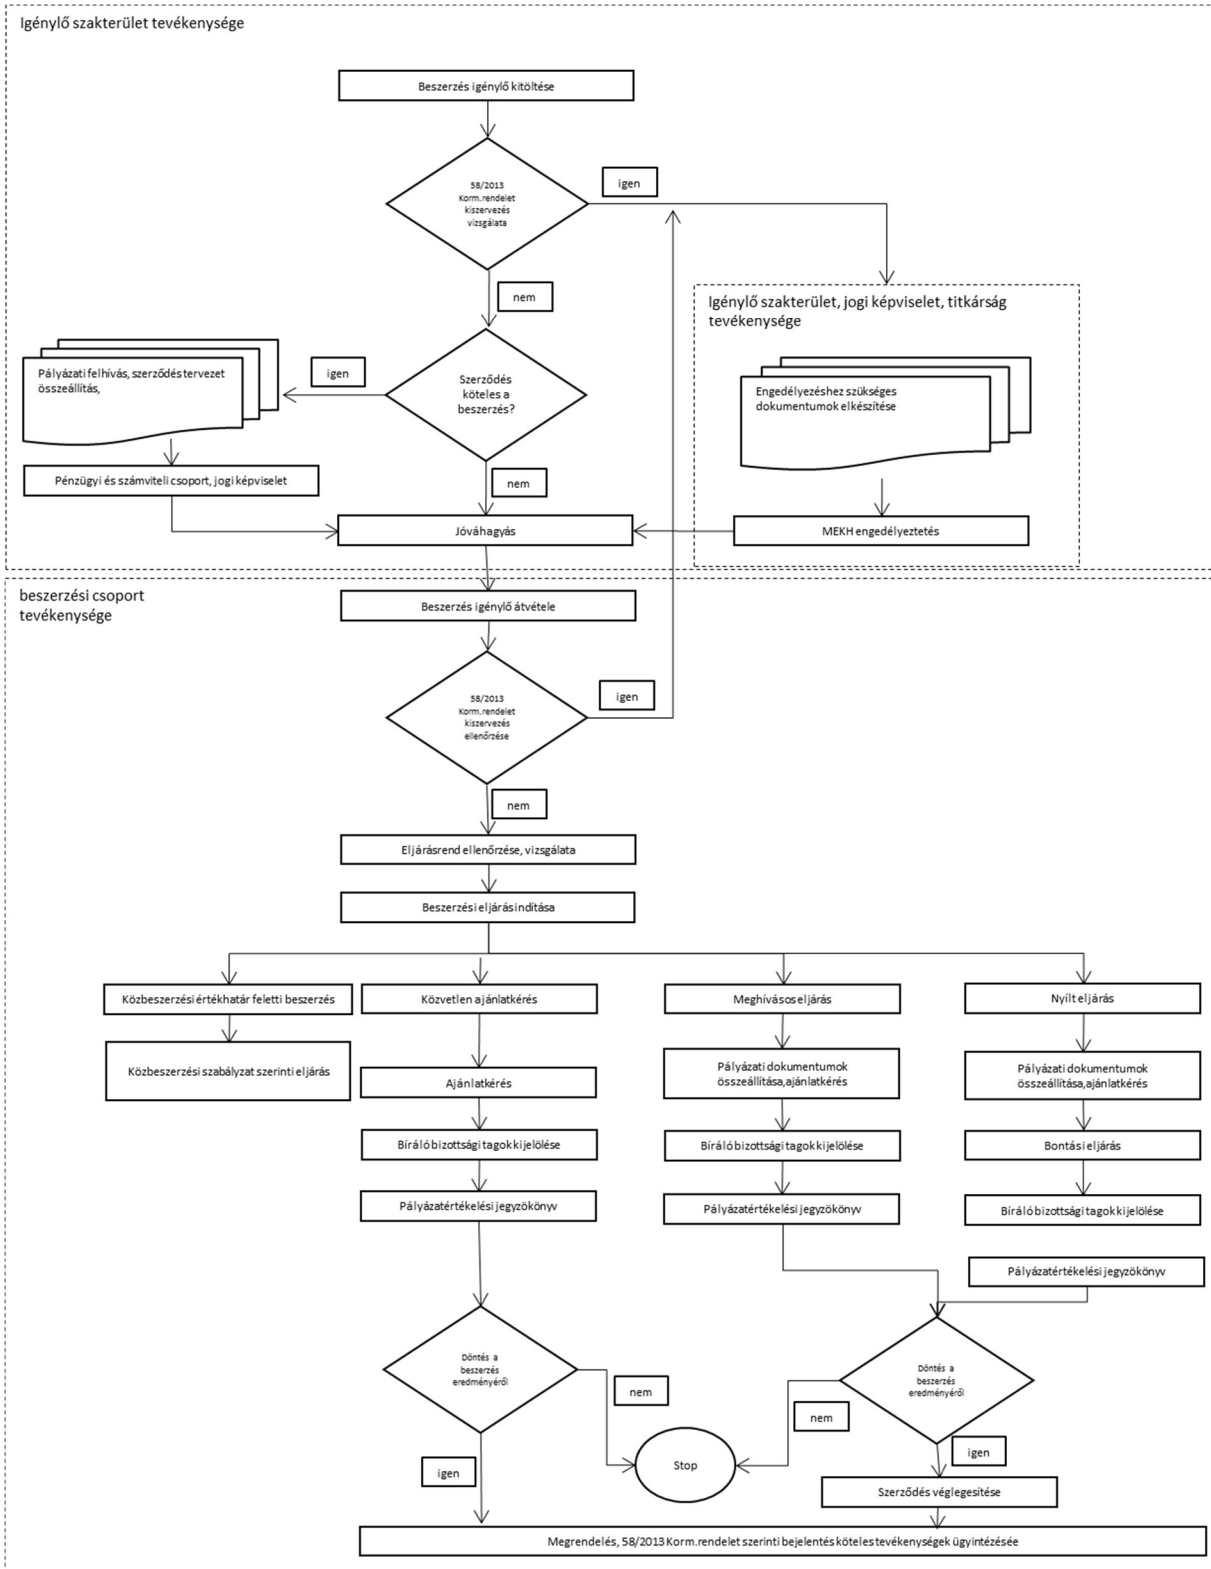 Igénylő szakterület tevékenysége
Beszerzés igénylő kitöltése
58/2013
Korm.rendelet
kiszervezés
vizsgálata
igen
nem
Igénylő szakterület, jogi képviselet, titkárság
tevékenysége
Pályázati felhívás, szerződés tervezet
összeállítás,
igen
Szerződés
köteles a
beszerzés?
Engedélyezéshez szükséges
dokumentumok elkészítése
Pénzügyi és számviteli csoport, jogi képviselet
nem
Jóváhagyás
MEKH engedélyeztetés
beszerzési csoport
tevékenysége
Beszerzés igénylő átvétele
58/2013
Korm.rendelet
kiszervezés
ellenőrzése
igen
nem
Eljárásrend ellenőrzése, vizsgálata
Beszerzési eljárás indítása
Közbeszerzési értékhatár feletti beszerzés
Közvetlen ajánlatkérés
Meghívásos eljárás
Nyílt eljárás
Közbeszerzési szabályzat szerinti eljárás
Ajánlatkérés
Pályázati dokumentumok
összeállítása,ajánlatkérés
Pályázati dokumentumok
összeállítása,ajánlatkérés
Bíráló bizottsági tagok kijelölése
Bíráló bizottsági tagok kijelölése
Bontási eljárás
Pályázatértékelési jegyzökönyv
Pályázatértékelési jegyzökönyv
Bíráló bizottsági tagok kijelölése
Pályázatértékelési jegyzökönyv
Döntés a
beszerzés
eredményéről
nem
Döntés a
beszerzés
eredményéről
nem
Stop
igen
igen
Szerződés véglegesítése
Megrendelés, 58/2013 Korm.rendelet szerinti bejelentés köteles tevékenységek ügyintézésée